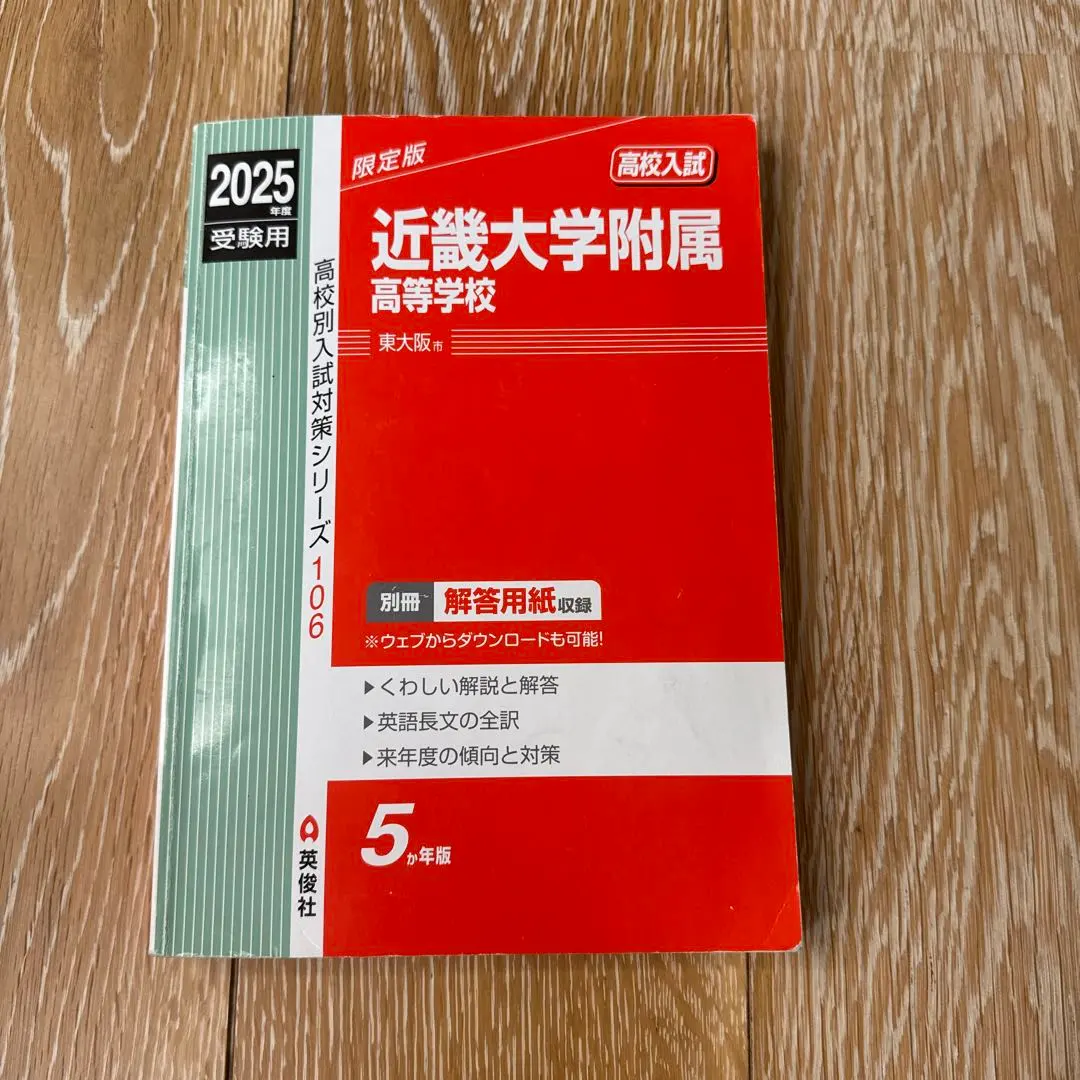 2025
年度
受験用
高校別入試対策シリーズ106
英俊社
限定版
高校入試
近畿大学附属
高等学校
東大阪市
別冊 解答用紙収録
※ウェブからダウンロードも可能!
▶くわしい解説と解答
▶英語長文の全訳
▶来年度の傾向と対策
5か年版